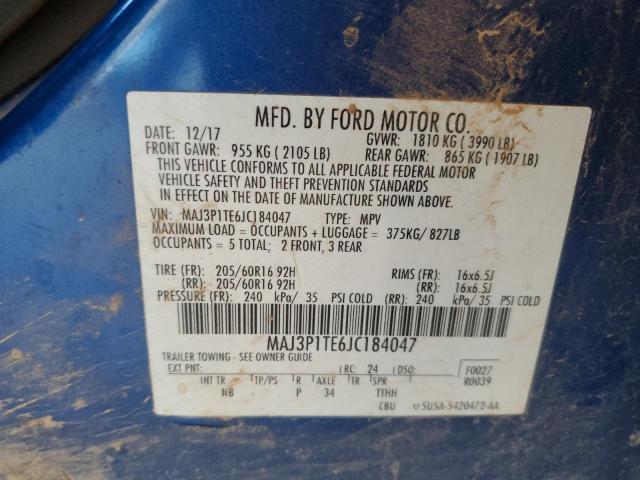 MFD. BY FORD MOTOR CO.
DATE: 12/17 GVWR: 1810 KG ( 3990 LB)
FRONT GAWR: 955 KG ( 2105 LB) REAR GAWR: 865 KG ( 1907 LB)
THIS VEHICLE CONFORMS TO ALL APPLICABLE FEDERAL MOTOR
VEHICLE SAFETY AND THEFT PREVENTION STANDARDS
IN EFFECT ON THE DATE OF MANUFACTURE SHOWN ABOVE.
VIN: MAJ3P1TE6JC184047 TYPE: MPV
MAXIMUM LOAD = OCCUPANTS + LUGGAGE = 375KG/ 827LB
OCCUPANTS = 5 TOTAL; 2 FRONT, 3 REAR
TIRE (FR): 205/60R16 92H RIMS (FR): 16x6.5J
(RR): 205/60R16 92H (RR): 16x6.5J
PRESSURE (FR): 240 kPa/ 35 PSI COLD (RR): 240 kPa/ 35 PSI COLD
MAJ3P1TE6JC184047
TRAILER TOWING - SEE OWNER GUIDE
EXT PNT: RC: 24 DSO: F0027
R0039
INT TR TP/PS R AXLE TR SPR
NB P 34 TTHH
CBU 5U5A-5420472-AA